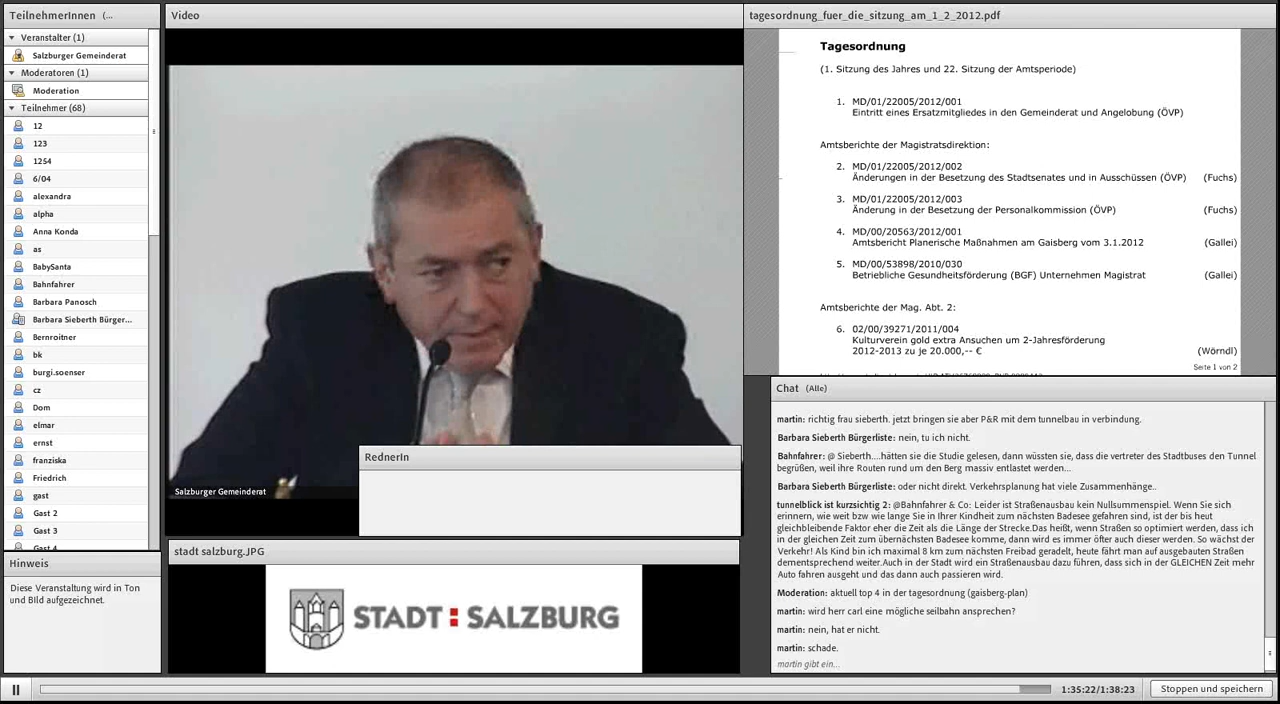 TeilnehmerInnen (...
Veranstalter (1)
Salzburger Gemeinderat
Moderatoren (1)
Moderation
Teilnehmer (68)
12
123
1254
6/04
alexandra
alpha
Anna Konda
as
BabySanta
Bahnfahrer
Barbara Panosch
Barbara Sieberth Bürger...
Bernroitner
bk
burgi.soenser
cz
Dom
elmar
ernst
franziska
Friedrich
gast
Gast 2
Gast 3
Gast 4
Hinweis
Diese Veranstaltung wird in Ton
und BIld aufgezeichnet.
Video
Salzburger Gemeinderat
RednerIn
stadt salzburg.JPG
STADT : SALZBURG
tagesordnung_fuer_die_sitzung_am_1_2_2012.pdf
Tagesordnung
(1. Sitzung des Jahres und 22. Sitzung der Amtsperiode)
1. MD/01/22005/2012/001
Eintritt eines Ersatzmitgliedes in den Gemeinderat und Angelobung (ÖVP)
Amtsberichte der Magistratsdirektion:
2. MD/01/22005/2012/002
Änderungen in der Besetzung des Stadtsenates und in Ausschüssen (ÖVP) (Fuchs)
3. MD/01/22005/2012/003
Änderung in der Besetzung der Personalkommission (ÖVP) (Fuchs)
4. MD/00/20563/2012/001
Amtsbericht Planerische Maßnahmen am Gaisberg vom 3.1.2012 (Gallei)
5. MD/00/53898/2010/030
Betriebliche Gesundheitsförderung (BGF) Unternehmen Magistrat (Gallei)
Amtsberichte der Mag. Abt. 2:
6. 02/00/39271/2011/004
Kulturverein gold extra Ansuchen um 2-Jahresförderung
2012-2013 zu je 20.000,-- € (Wörndl)
Seite 1 von 2
Chat (Alle)
martin: richtig frau sieberth. jetzt bringen sie aber P&R mit dem tunnelbau in verbindung.
Barbara Sieberth Bürgerliste: nein, tu ich nicht.
Bahnfahrer: @ Sieberth....hätten sie die Studie gelesen, dann wüssten sie, dass die vertreter des Stadtbuses den Tunnel
begrüßen, weil ihre Routen rund um den Berg massiv entlastet werden...
Barbara Sieberth Bürgerliste: oder nicht direkt. Verkehrsplanung hat viele Zusammenhänge..
tunnelblick ist kurzsichtig 2: @Bahnfahrer & Co: Leider ist Straßenausbau kein Nullsummenspiel. Wenn Sie sich
erinnern, wie weit bzw wie lange Sie in Ihrer Kindheit zum nächsten Badesee gefahren sind, ist der bis heut
gleichbleibende Faktor eher die Zeit als die Länge der Strecke.Das heißt, wenn Straßen so optimiert werden, dass ich
in der gleichen Zeit zum übernächsten Badesee komme, dann wird es immer öfter auch dieser werden. So wächst der
Verkehr! Als Kind bin ich maximal 8 km zum nächsten Freibad geradelt, heute fährt man auf ausgebauten Straßen
dementsprechend weiter.Auch in der Stadt wird ein Straßenausbau dazu führen, dass sich in der GLEICHEN Zeit mehr
Auto fahren ausgeht und das dann auch passieren wird.
Moderation: aktuell top 4 in der tagesordnung (gaisberg-plan)
martin: wird herr carl eine mögliche seilbahn ansprechen?
martin: nein, hat er nicht.
martin: schade.
martin gibt ein...
1:35:22/1:38:23
Stoppen und speichern